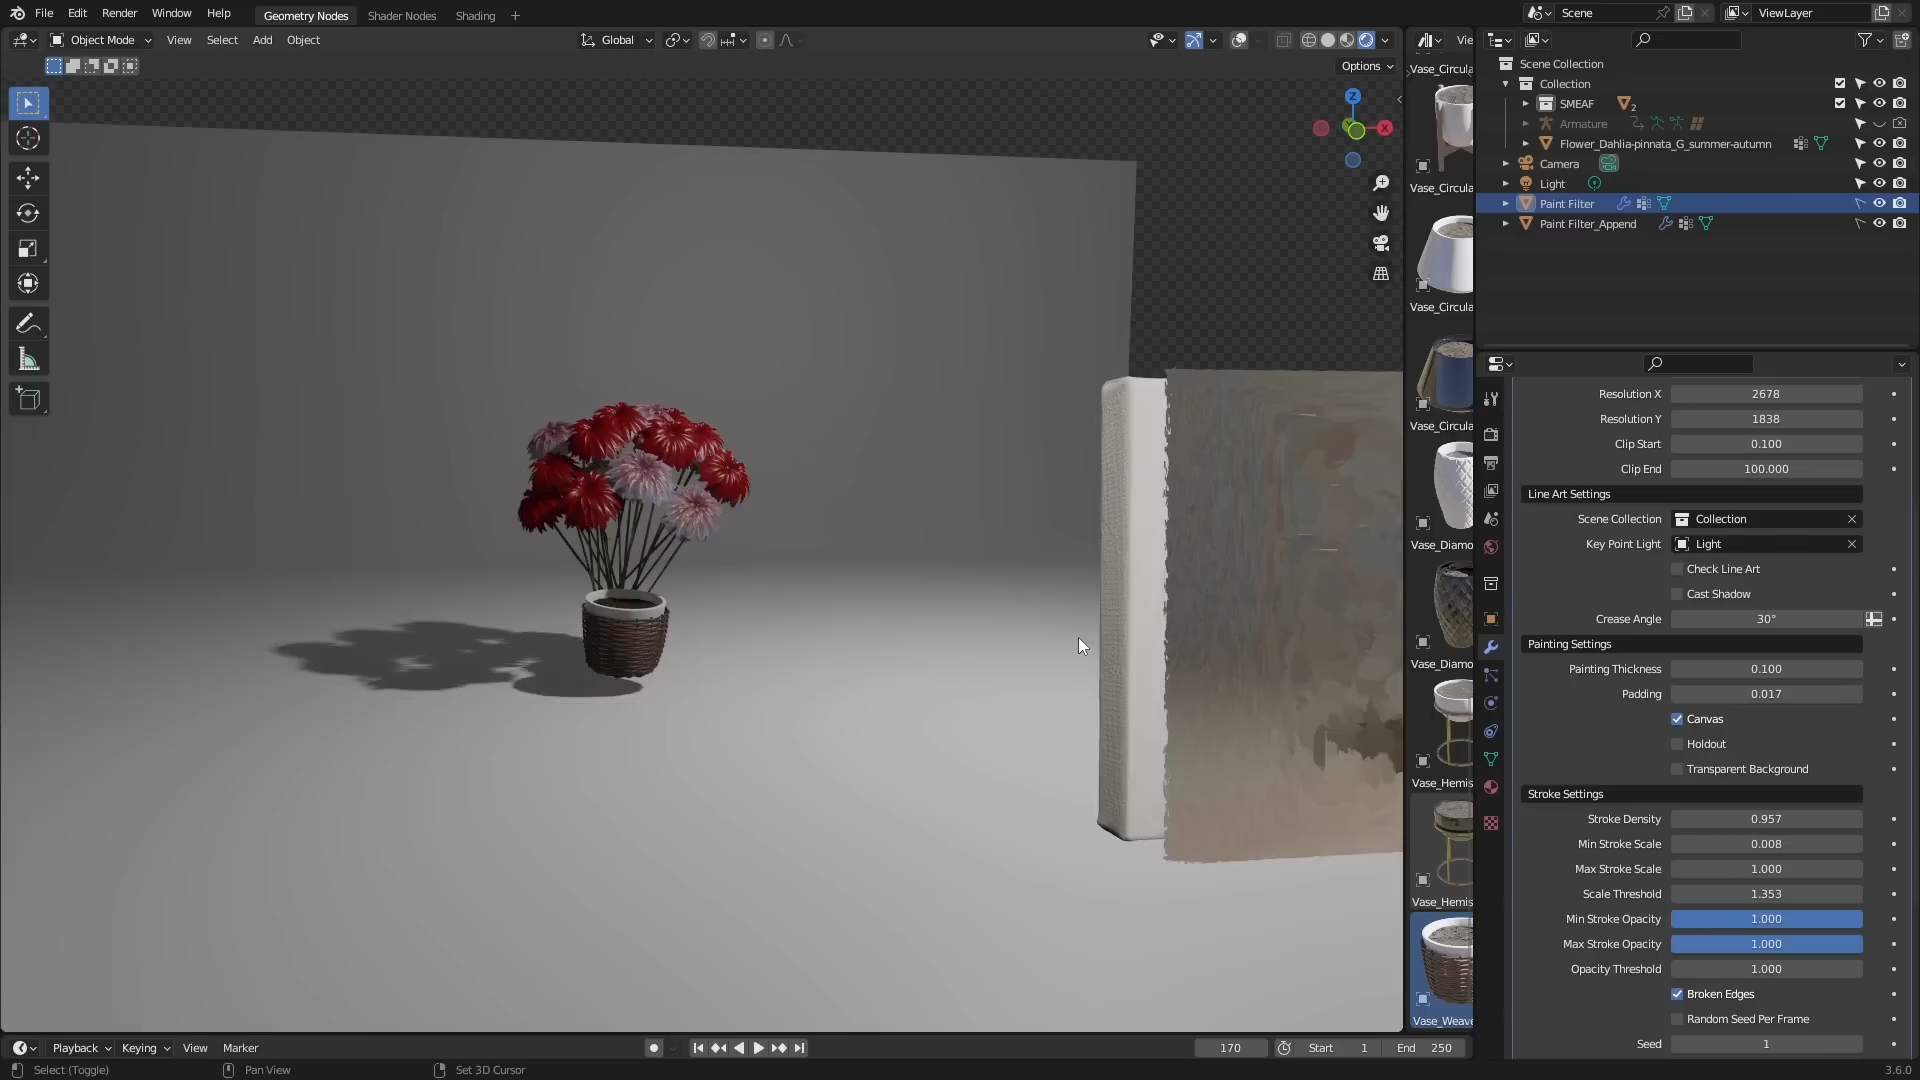 File Edit Render Window Help Geometry Nodes Shader Nodes Shading + Scene ViewLayer
Object Mode View Select Add Object Global Vie
Options
Scene Collection
Collection
SMEAF 2
Armature
Flower_Dahlia-pinnata_G_summer-autumn
Camera
Light
Paint Filter
Paint Filter_Append
Z
X
Vase_Circula
Vase_Circula
Vase_Circula
Vase_Circula
Vase_Diamo
Vase_Diamo
Vase_Hemis
Vase_Hemis
Vase_Weave
Resolution X 2678
Resolution Y 1838
Clip Start 0.100
Clip End 100.000
Line Art Settings
Scene Collection Collection
Key Point Light Light
Check Line Art
Cast Shadow
Crease Angle 30°
Painting Settings
Painting Thickness 0.100
Padding 0.017
Canvas
Holdout
Transparent Background
Stroke Settings
Stroke Density 0.957
Min Stroke Scale 0.008
Max Stroke Scale 1.000
Scale Threshold 1.353
Min Stroke Opacity 1.000
Max Stroke Opacity 1.000
Opacity Threshold 1.000
Broken Edges
Random Seed Per Frame
Seed 1
Playback Keying View Marker 170 Start 1 End 250
Select (Toggle) Pan View Set 3D Cursor 3.6.0